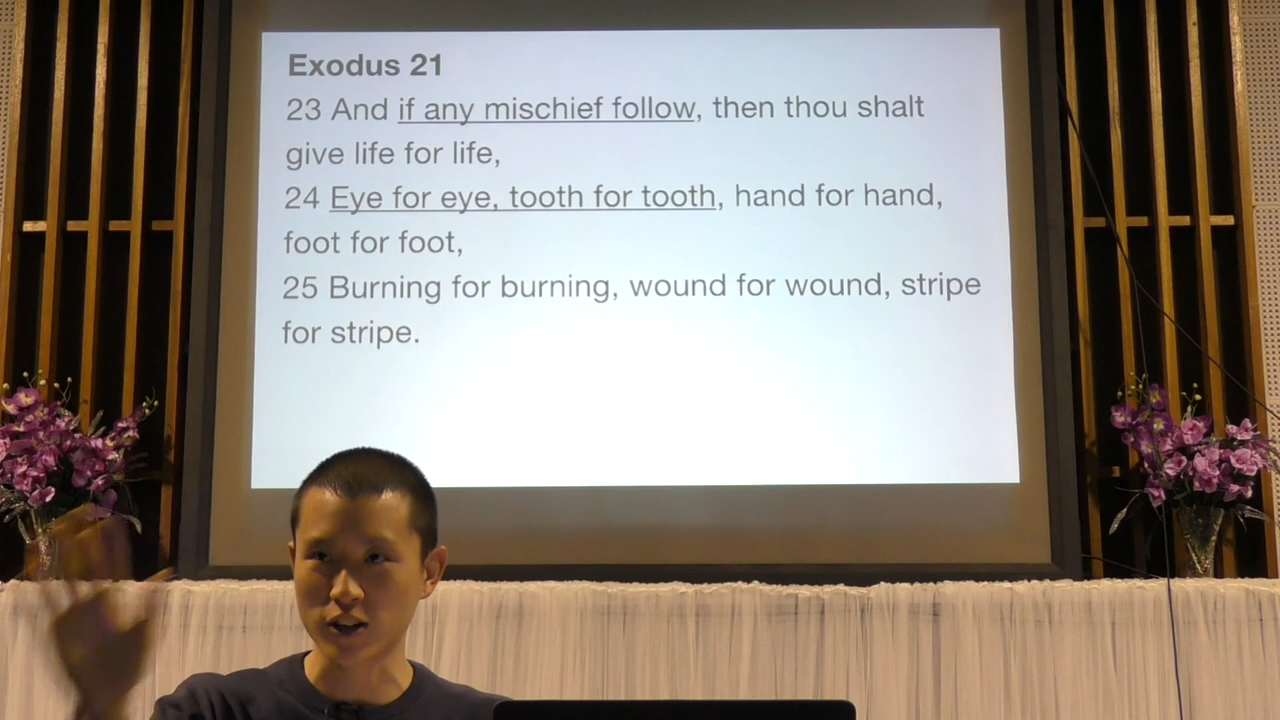 Exodus 21
23 And if any mischief follow, then thou shalt
give life for life,
24 Eye for eye, tooth for tooth, hand for hand,
foot for foot,
25 Burning for burning, wound for wound, stripe
for stripe.